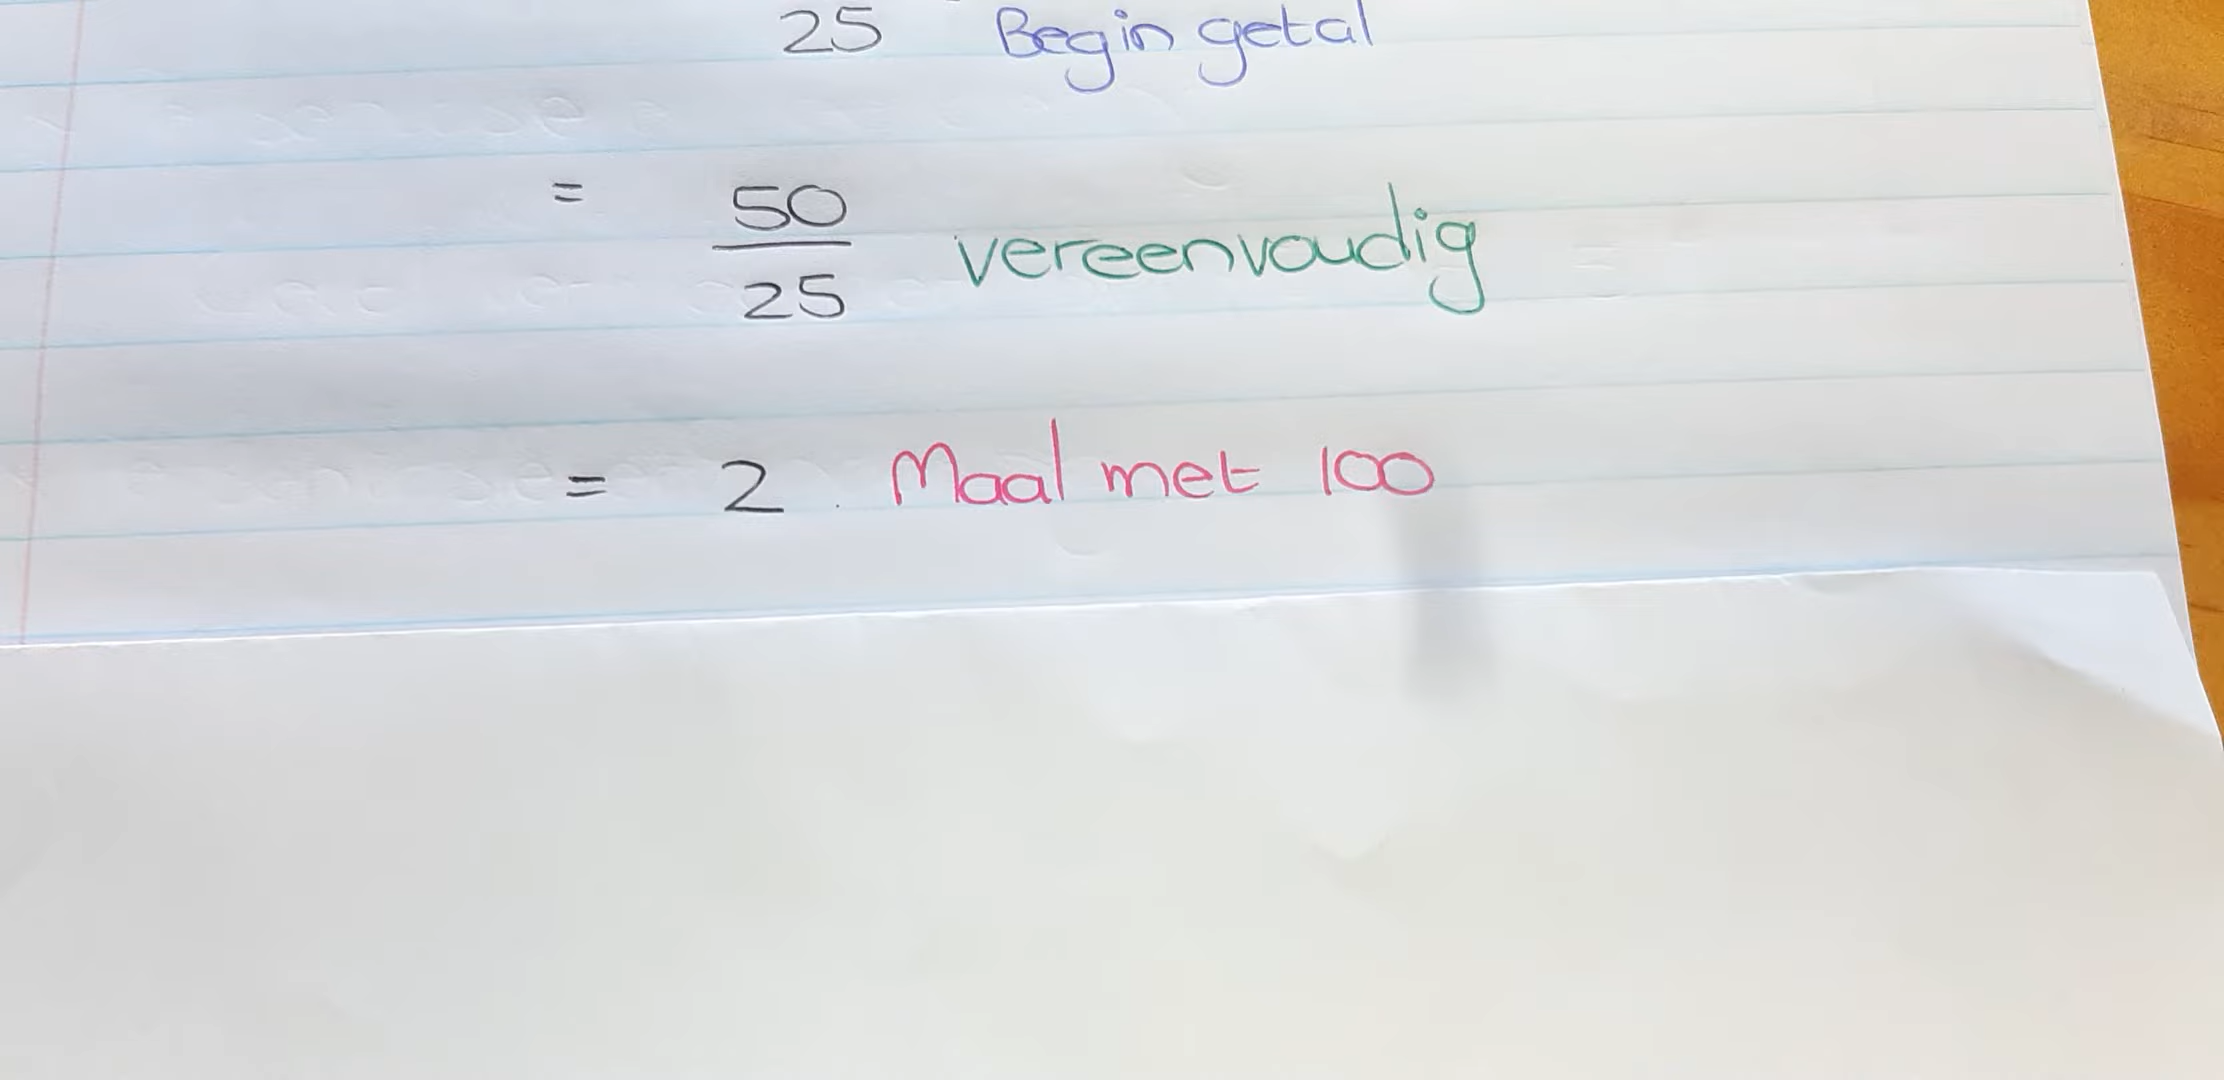 25 Begin getal
= 50
25 vereenvoudig
= 2 Maal met 100